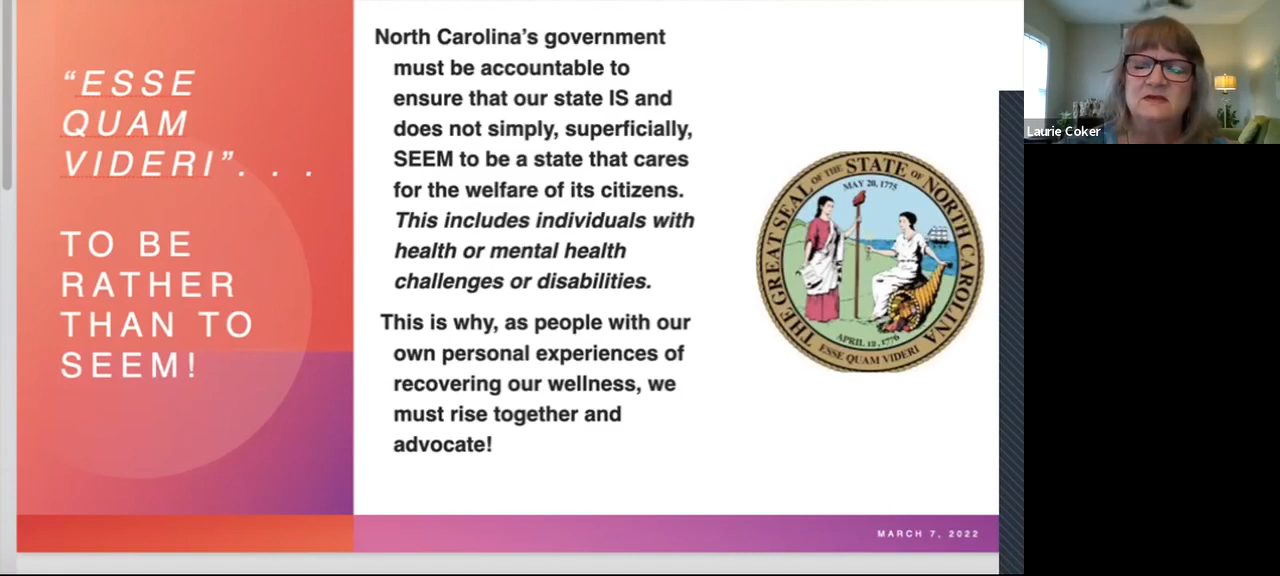 “ESSE
QUAM
VIDERI”. . .
TO BE
RATHER
THAN TO
SEEM!
North Carolina’s government
must be accountable to
ensure that our state IS and
does not simply, superficially,
SEEM to be a state that cares
for the welfare of its citizens.
This includes individuals with
health or mental health
challenges or disabilities.
This is why, as people with our
own personal experiences of
recovering our wellness, we
must rise together and
advocate!
THE GREAT SEAL OF THE STATE OF NORTH CAROLINA
MAY 20, 1775
APRIL 12, 1776
ESSE QUAM VIDERI
MARCH 7, 2022
Laurie Coker